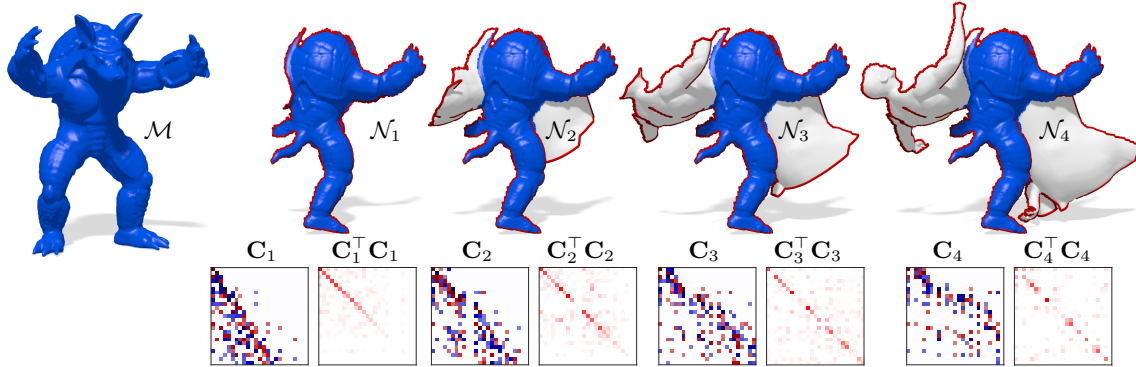 𝓜 𝓝₁ 𝓝₂ 𝓝₃ 𝓝₄
C₁ C₁⊤C₁ C₂ C₂⊤C₂ C₃ C₃⊤C₃ C₄ C₄⊤C₄